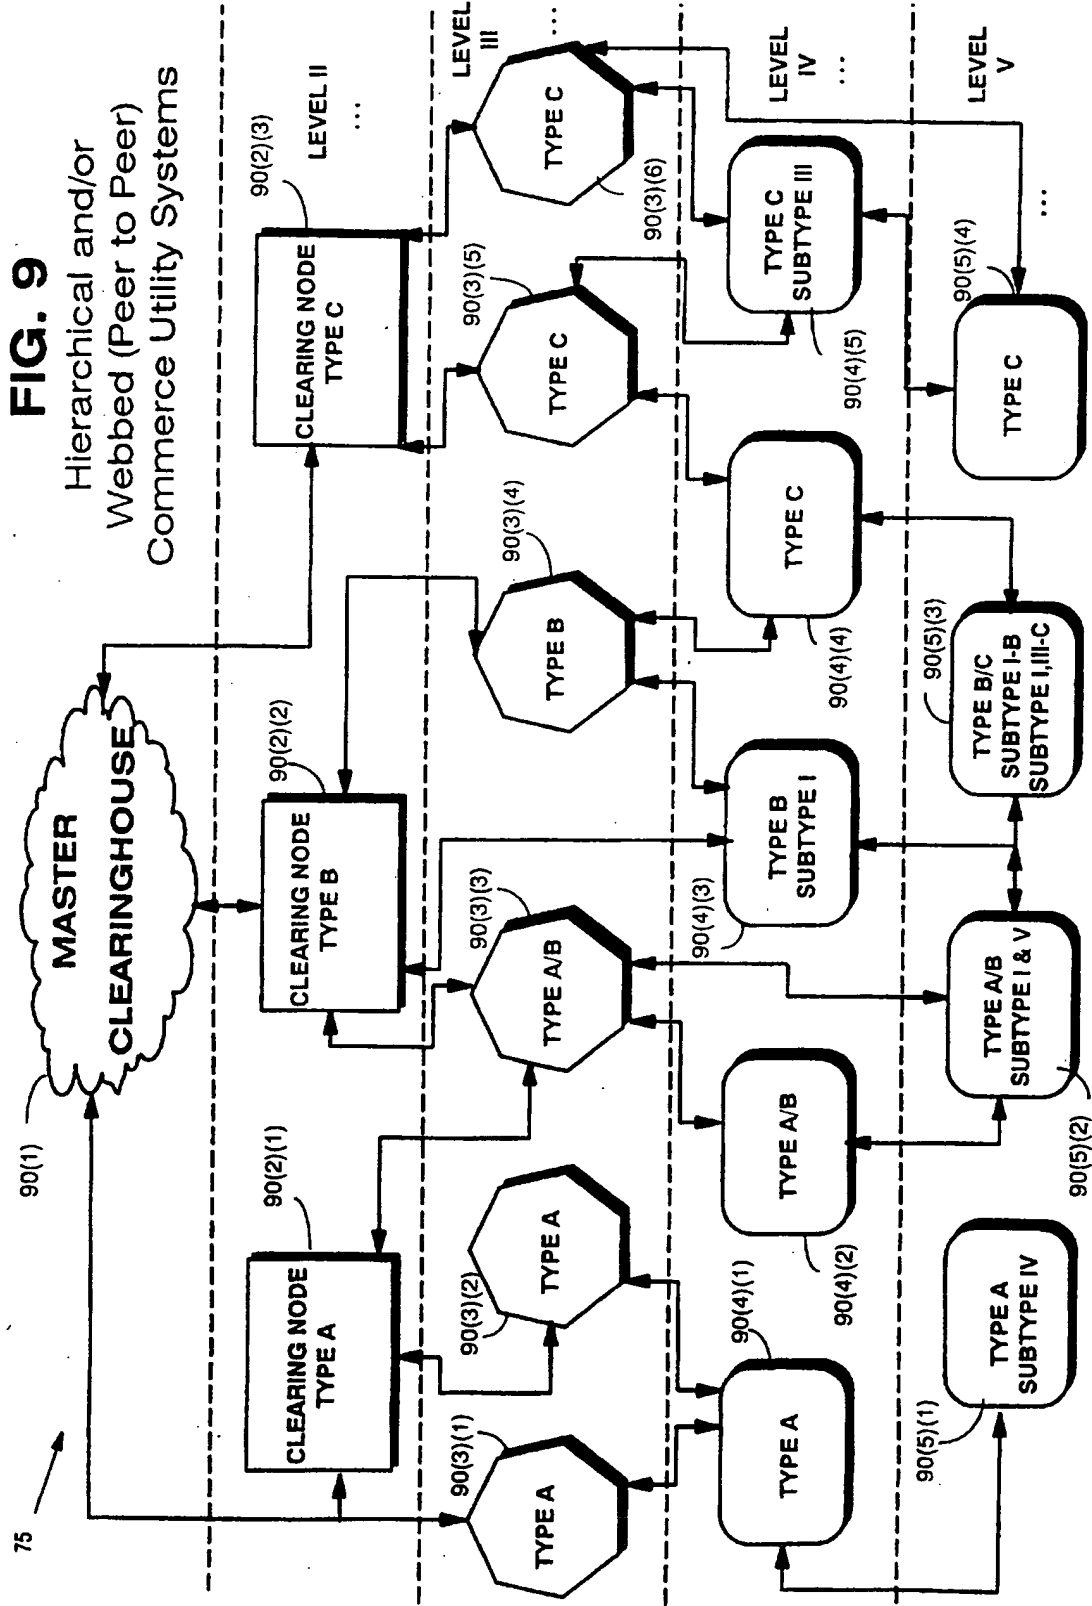 FIG. 9
Hierarchical and/or
Webbed (Peer to Peer)
Commerce Utility Systems
75
90(1)
MASTER
CLEARINGHOUSE
90(2)(1)
CLEARING NODE
TYPE A
90(2)(2)
CLEARING NODE
TYPE B
90(2)(3)
CLEARING NODE
TYPE C
LEVEL II
...
90(3)(1)
TYPE A
90(3)(2)
TYPE A
90(3)(3)
TYPE A/B
90(3)(4)
TYPE B
90(3)(5)
TYPE C
90(3)(6)
TYPE C
LEVEL
III
...
90(4)(1)
TYPE A
90(4)(2)
TYPE A/B
90(4)(3)
TYPE B
SUBTYPE I
90(4)(4)
TYPE C
90(4)(5)
TYPE C
SUBTYPE III
LEVEL
IV
...
90(5)(1)
TYPE A
SUBTYPE IV
90(5)(2)
TYPE A/B
SUBTYPE I & V
90(5)(3)
TYPE B/C
SUBTYPE I-B
SUBTYPE I,III-C
90(5)(4)
TYPE C
LEVEL
V
...